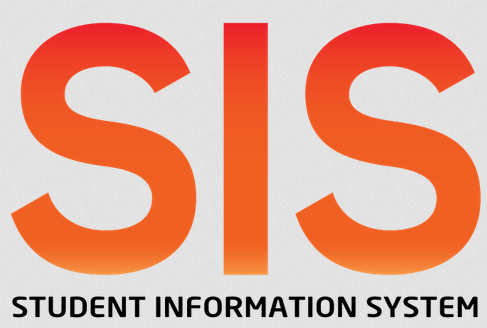 SIS
STUDENT INFORMATION SYSTEM